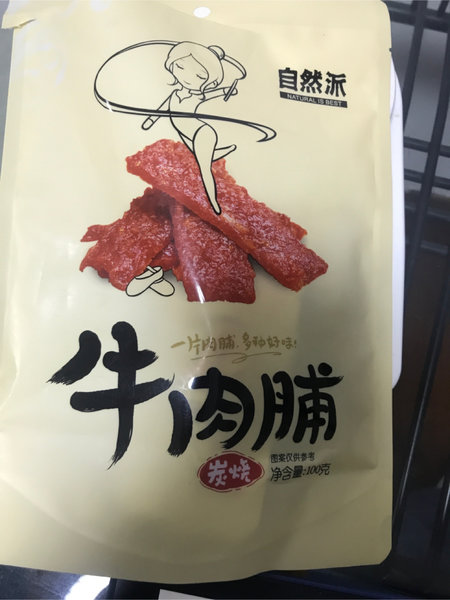 自然派
NATURAL IS BEST
一片肉脯,多种好味!
牛肉脯
炭烧
图案仅供参考
净含量:100克